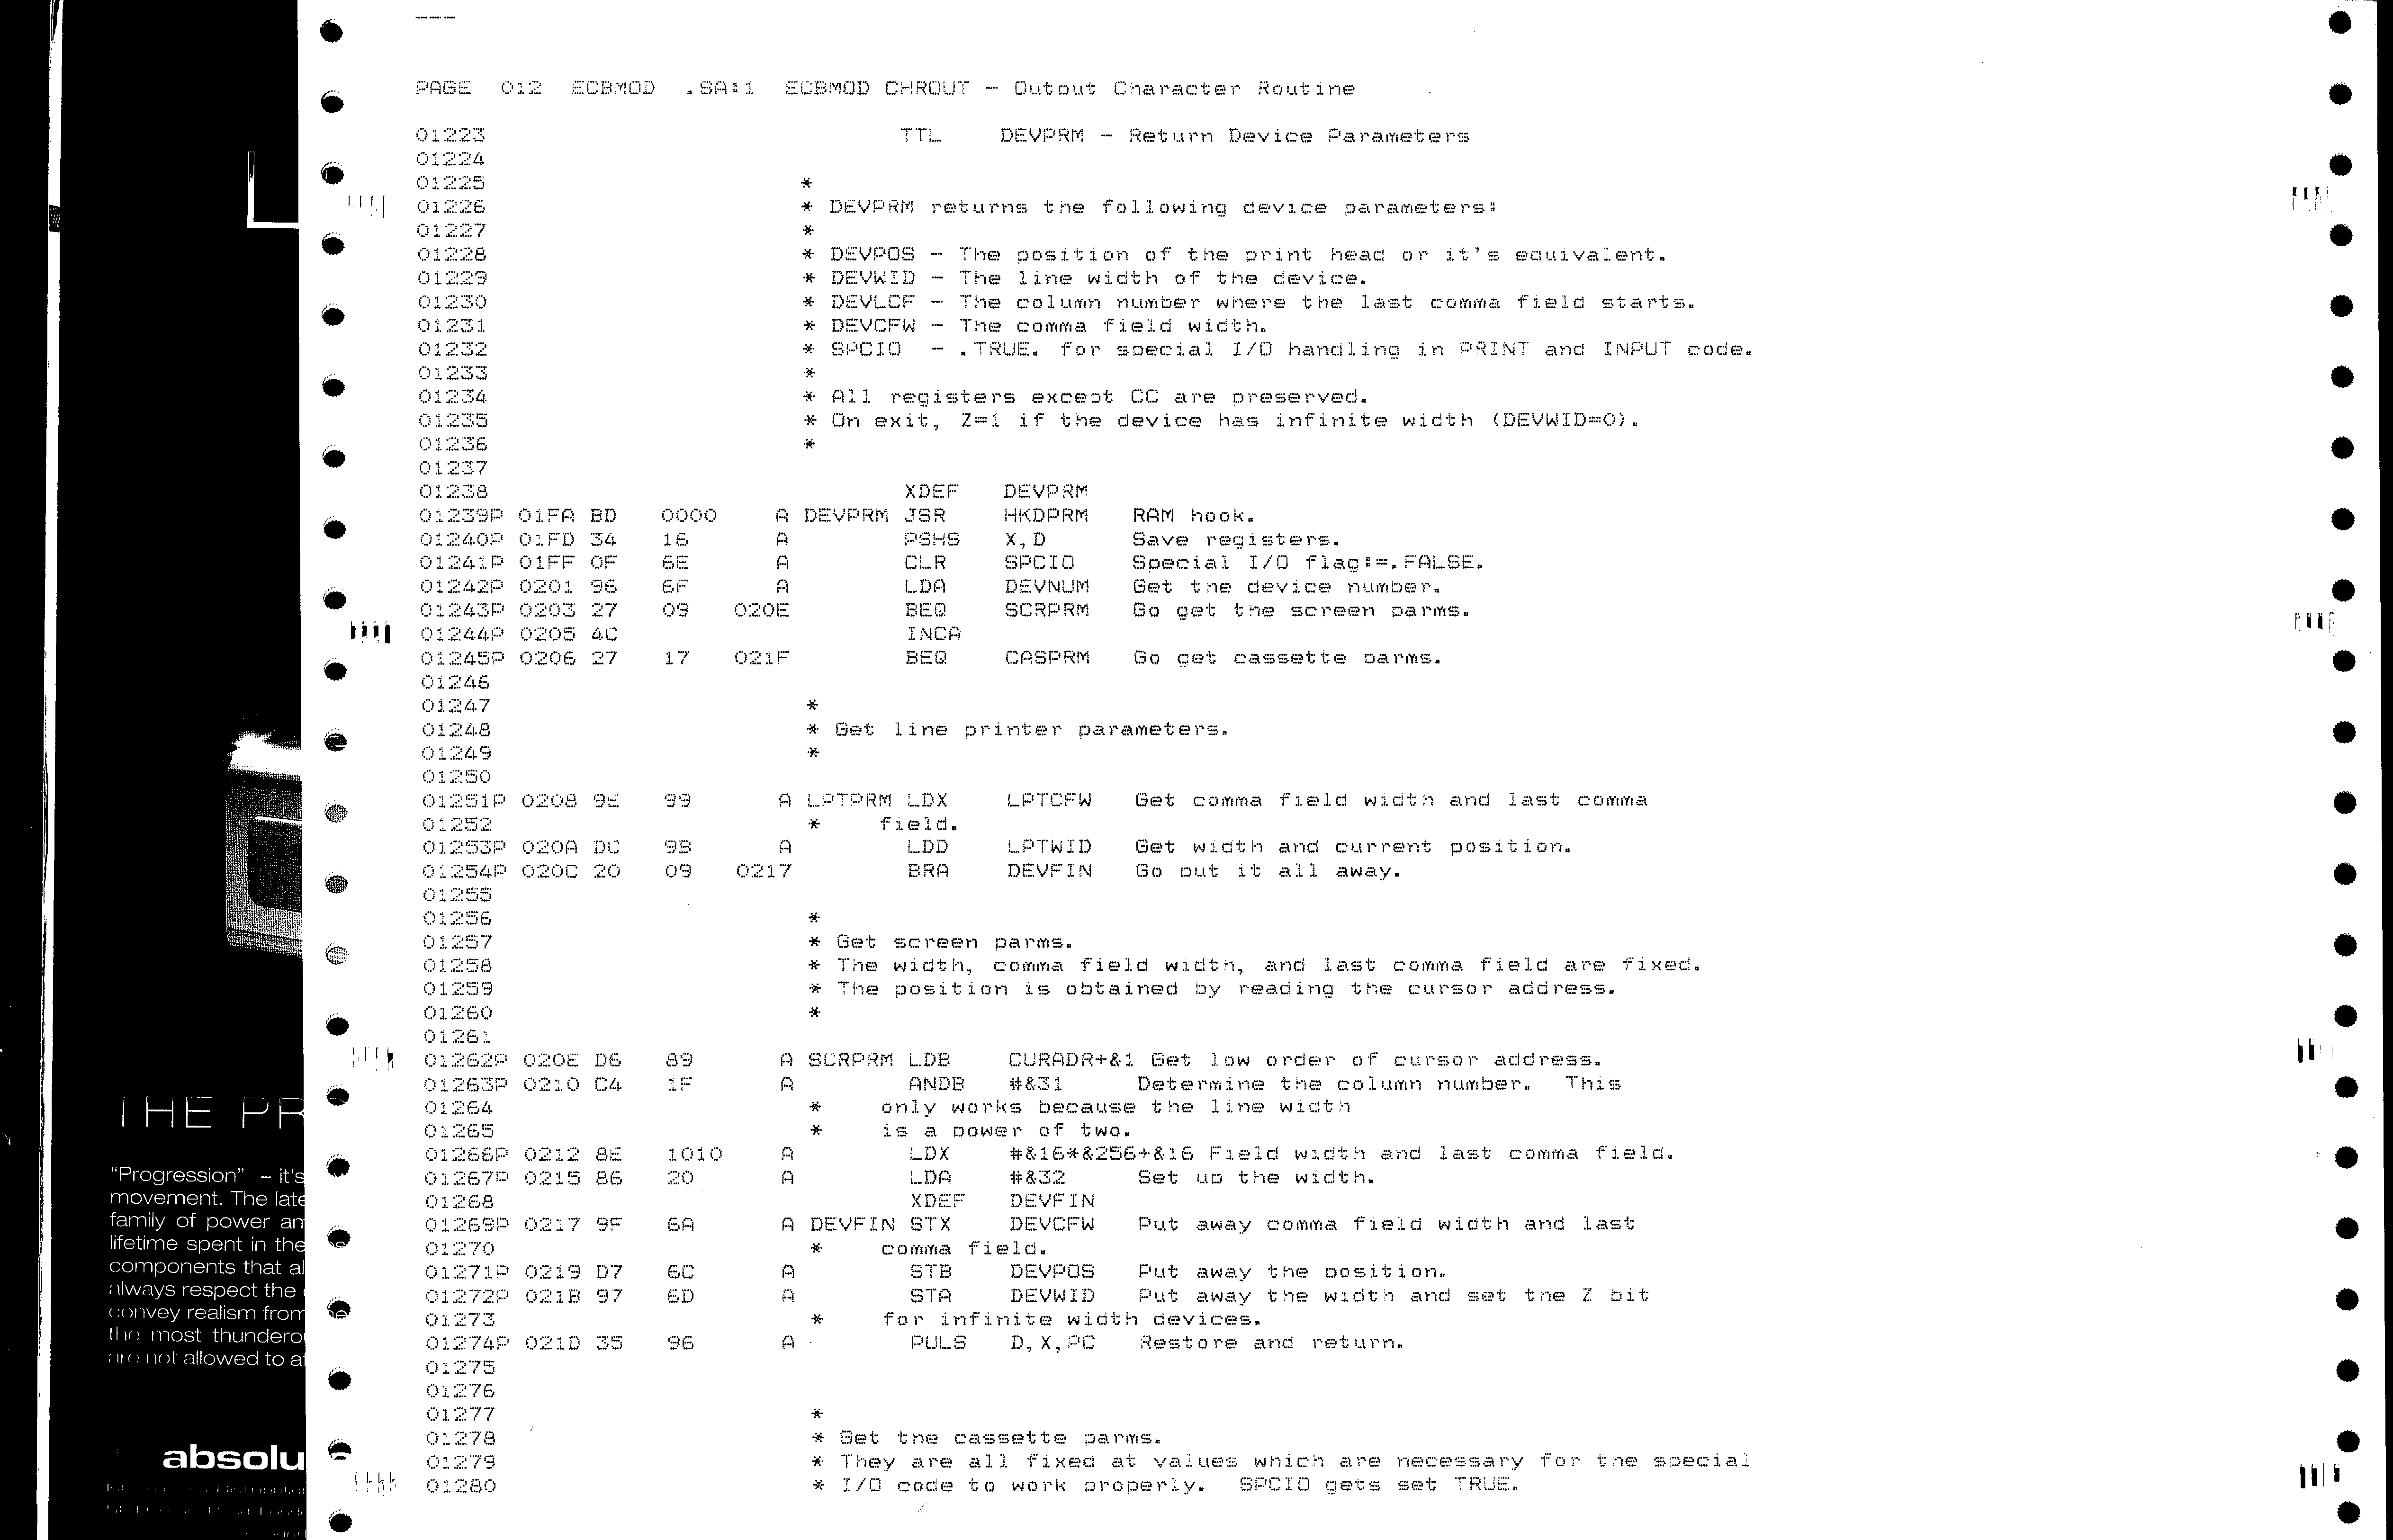 PAGE 012 ECBMOD .SA:1 ECBMOD CHROUT - Output Character Routine
01223 TTL DEVPRM - Return Device Parameters
01224
01225 *
01226 * DEVPRM returns the following device parameters:
01227 *
01228 * DEVPOS - The position of the print head or it's equivalent.
01229 * DEVWID - The line width of the device.
01230 * DEVLCF - The column number where the last comma field starts.
01231 * DEVCFW - The comma field width.
01232 * SPCIO - .TRUE. for special I/O handling in PRINT and INPUT code.
01233 *
01234 * All registers except CC are preserved.
01235 * On exit, Z=1 if the device has infinite width (DEVWID=0).
01236 *
01237
01238 XDEF DEVPRM
01239P 01FA BD 0000 A DEVPRM JSR HKDPRM RAM hook.
01240P 01FD 34 16 A PSHS X,D Save registers.
01241P 01FF 0F 6E A CLR SPCIO Special I/O flag:=.FALSE.
01242P 0201 96 6F A LDA DEVNUM Get the device number.
01243P 0203 27 09 020E BEQ SCRPRM Go get the screen parms.
01244P 0205 4C INCA
01245P 0206 27 17 021F BEQ CASPRM Go get cassette parms.
01246
01247 *
01248 * Get line printer parameters.
01249 *
01250
01251P 0208 9E 99 A LPTPRM LDX LPTCFW Get comma field width and last comma
01252 * field.
01253P 020A DC 9B A LDD LPTWID Get width and current position.
01254P 020C 20 09 0217 BRA DEVFIN Go put it all away.
01255
01256 *
01257 * Get screen parms.
01258 * The width, comma field width, and last comma field are fixed.
01259 * The position is obtained by reading the cursor address.
01260 *
01261
01262P 020E D6 89 A SCRPRM LDB CURADR+&1 Get low order of cursor address.
01263P 0210 C4 1F A ANDB #&31 Determine the column number. This
01264 * only works because the line width
01265 * is a power of two.
01266P 0212 8E 1010 A LDX #&16*&256+&16 Field width and last comma field.
01267P 0215 86 20 A LDA #&32 Set up the width.
01268 XDEF DEVFIN
01269P 0217 9F 6A A DEVFIN STX DEVCFW Put away comma field width and last
01270 * comma field.
01271P 0219 D7 6C A STB DEVPOS Put away the position.
01272P 021B 97 6D A STA DEVWID Put away the width and set the Z bit
01273 * for infinite width devices.
01274P 021D 35 96 A PULS D,X,PC Restore and return.
01275
01276
01277 *
01278 * Get the cassette parms.
01279 * They are all fixed at values which are necessary for the special
01280 * I/O code to work properly. SPCIO gets set TRUE.
THE PR
"Progression" – it's
movement. The late
family of power an
lifetime spent in the
components that al
always respect the
convey realism from
the most thundero
are not allowed to a
absolu